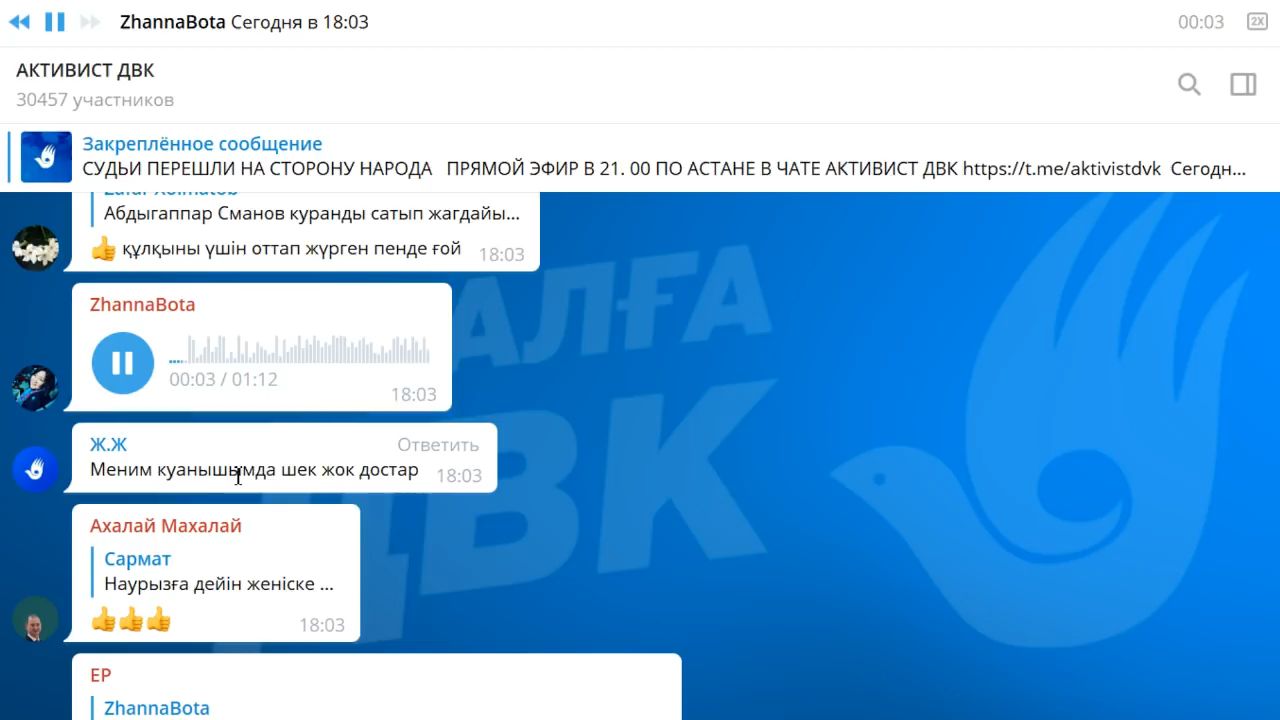 ZhannaBota Сегодня в 18:03
00:03
2X
АКТИВИСТ ДВК
30457 участников
Закреплённое сообщение
СУДЬИ ПЕРЕШЛИ НА СТОРОНУ НАРОДА ПРЯМОЙ ЭФИР В 21. 00 ПО АСТАНЕ В ЧАТЕ АКТИВИСТ ДВК https://t.me/aktivistdvk Сегодн...
Абдыгаппар Сманов куранды сатып жагдайы...
👍 құлқыны үшін оттап жүрген пенде ғой 18:03
ZhannaBota
00:03 / 01:12
18:03
Ж.Ж Ответить
Меним куанышымда шек жок достар 18:03
Ахалай Махалай
Сармат
Наурызға дейін женіске ...
👍👍👍 18:03
ЕР
ZhannaBota
АЛҒА
ДВК